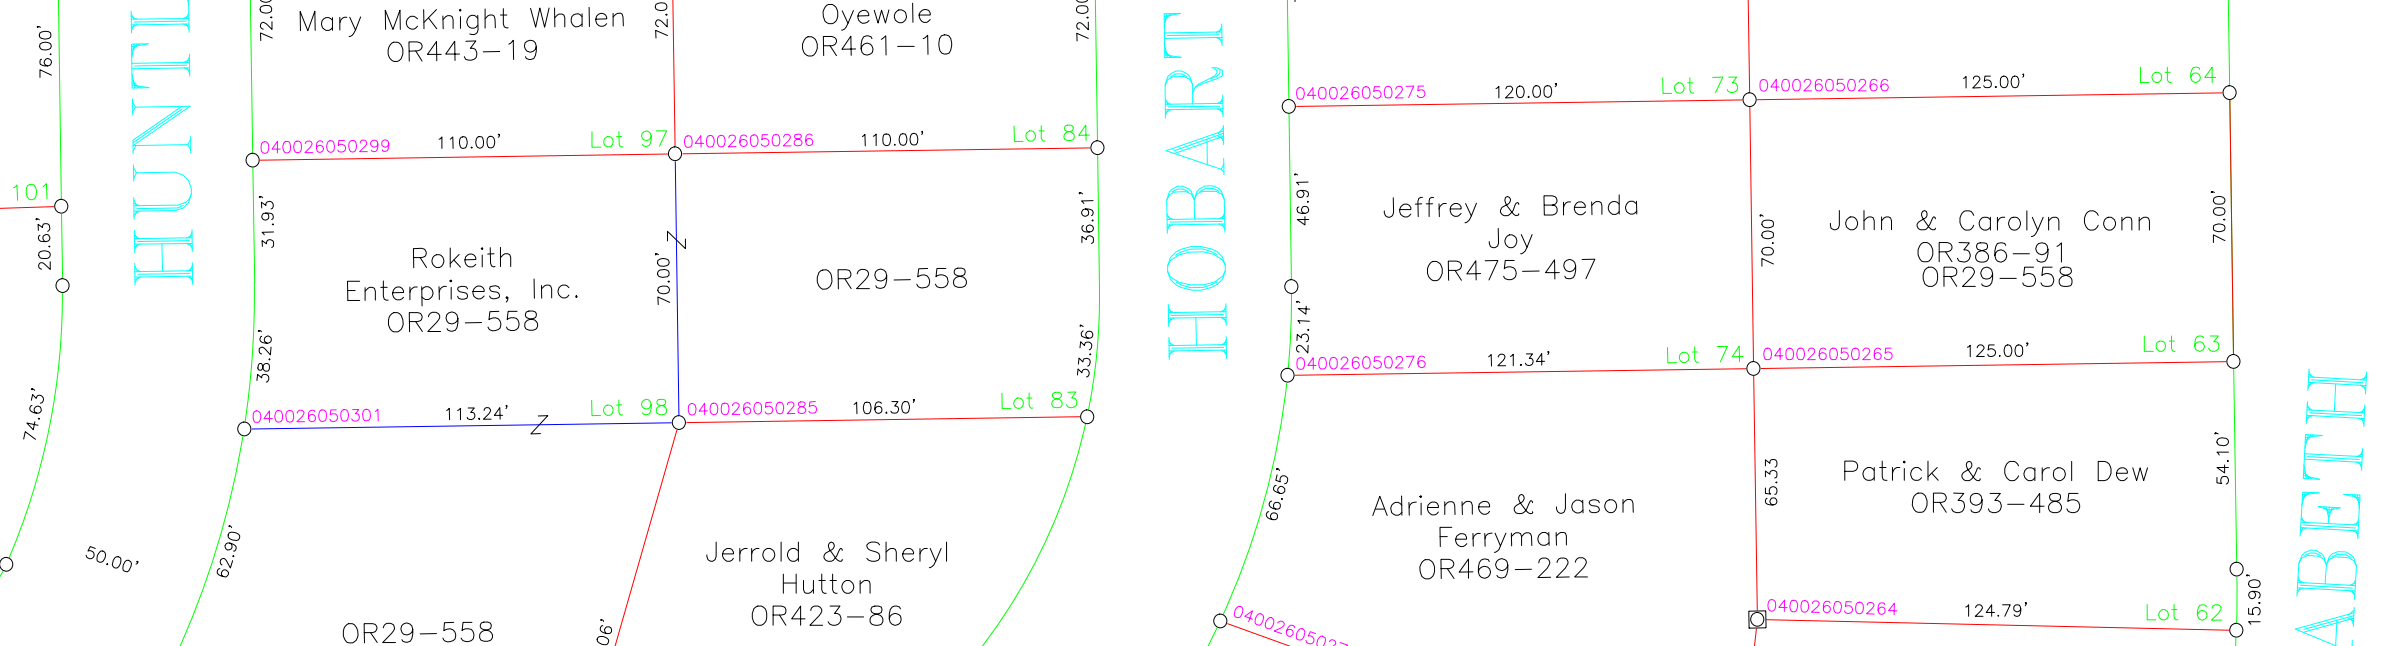 76.00'
HUNTL
72.00
Mary McKnight Whalen
OR443-19
72.0
Oyewole
OR461-10
72.00
HOBART
040026050275
120.00'
Lot 73
040026050266
125.00'
Lot 64
040026050299
110.00'
Lot 97
040026050286
110.00'
Lot 84
101
20.63'
31.93'
Rokeith
Enterprises, Inc.
OR29-558
38.26'
70.00'
Z
OR29-558
36.91'
33.36'
46.91'
23.14'
Jeffrey & Brenda
Joy
OR475-497
70.00'
John & Carolyn Conn
OR386-91
OR29-558
70.00'
040026050276
121.34'
Lot 74
040026050265
125.00'
Lot 63
74.63'
040026050301
113.24'
Z
Lot 98
040026050285
106.30'
Lot 83
66.65'
Adrienne & Jason
Ferryman
OR469-222
65.33
Patrick & Carol Dew
OR393-485
54.10'
ABETH
50.00'
62.90'
OR29-558
06'
Jerrold & Sheryl
Hutton
OR423-86
040026050264
124.79'
Lot 62
15.90'